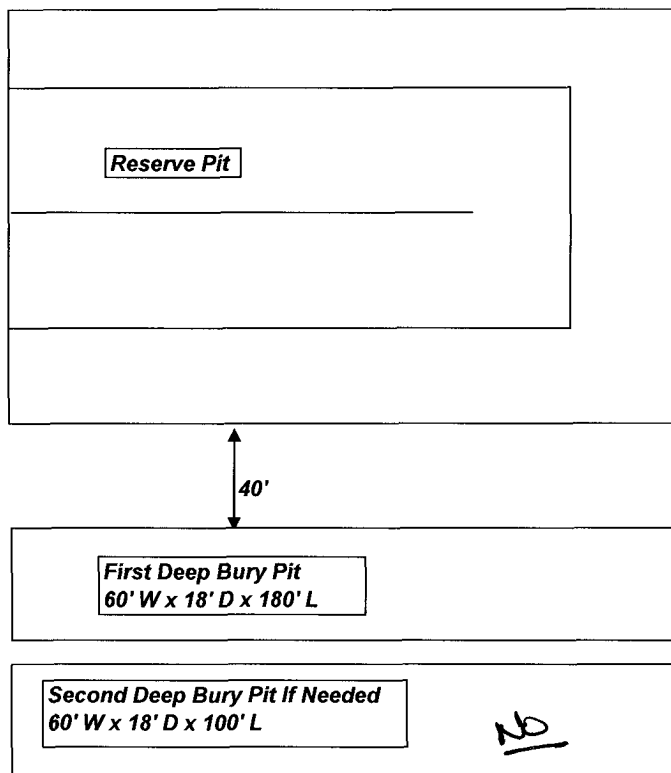 Reserve Pit
40'
First Deep Bury Pit
60' W x 18' D x 180' L
Second Deep Bury Pit If Needed
60' W x 18' D x 100' L
NO